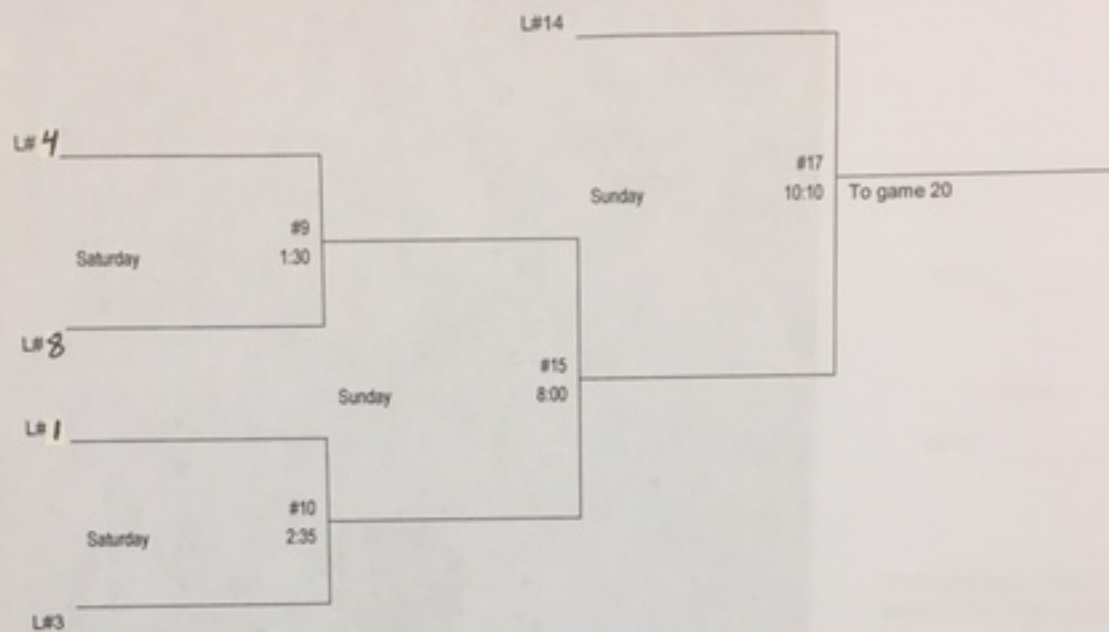 L#14
L# 4
#17
Sunday
10:10
To game 20
#9
Saturday
1:30
L# 8
#15
Sunday
8:00
L# 1
#10
Saturday
2:35
L#3